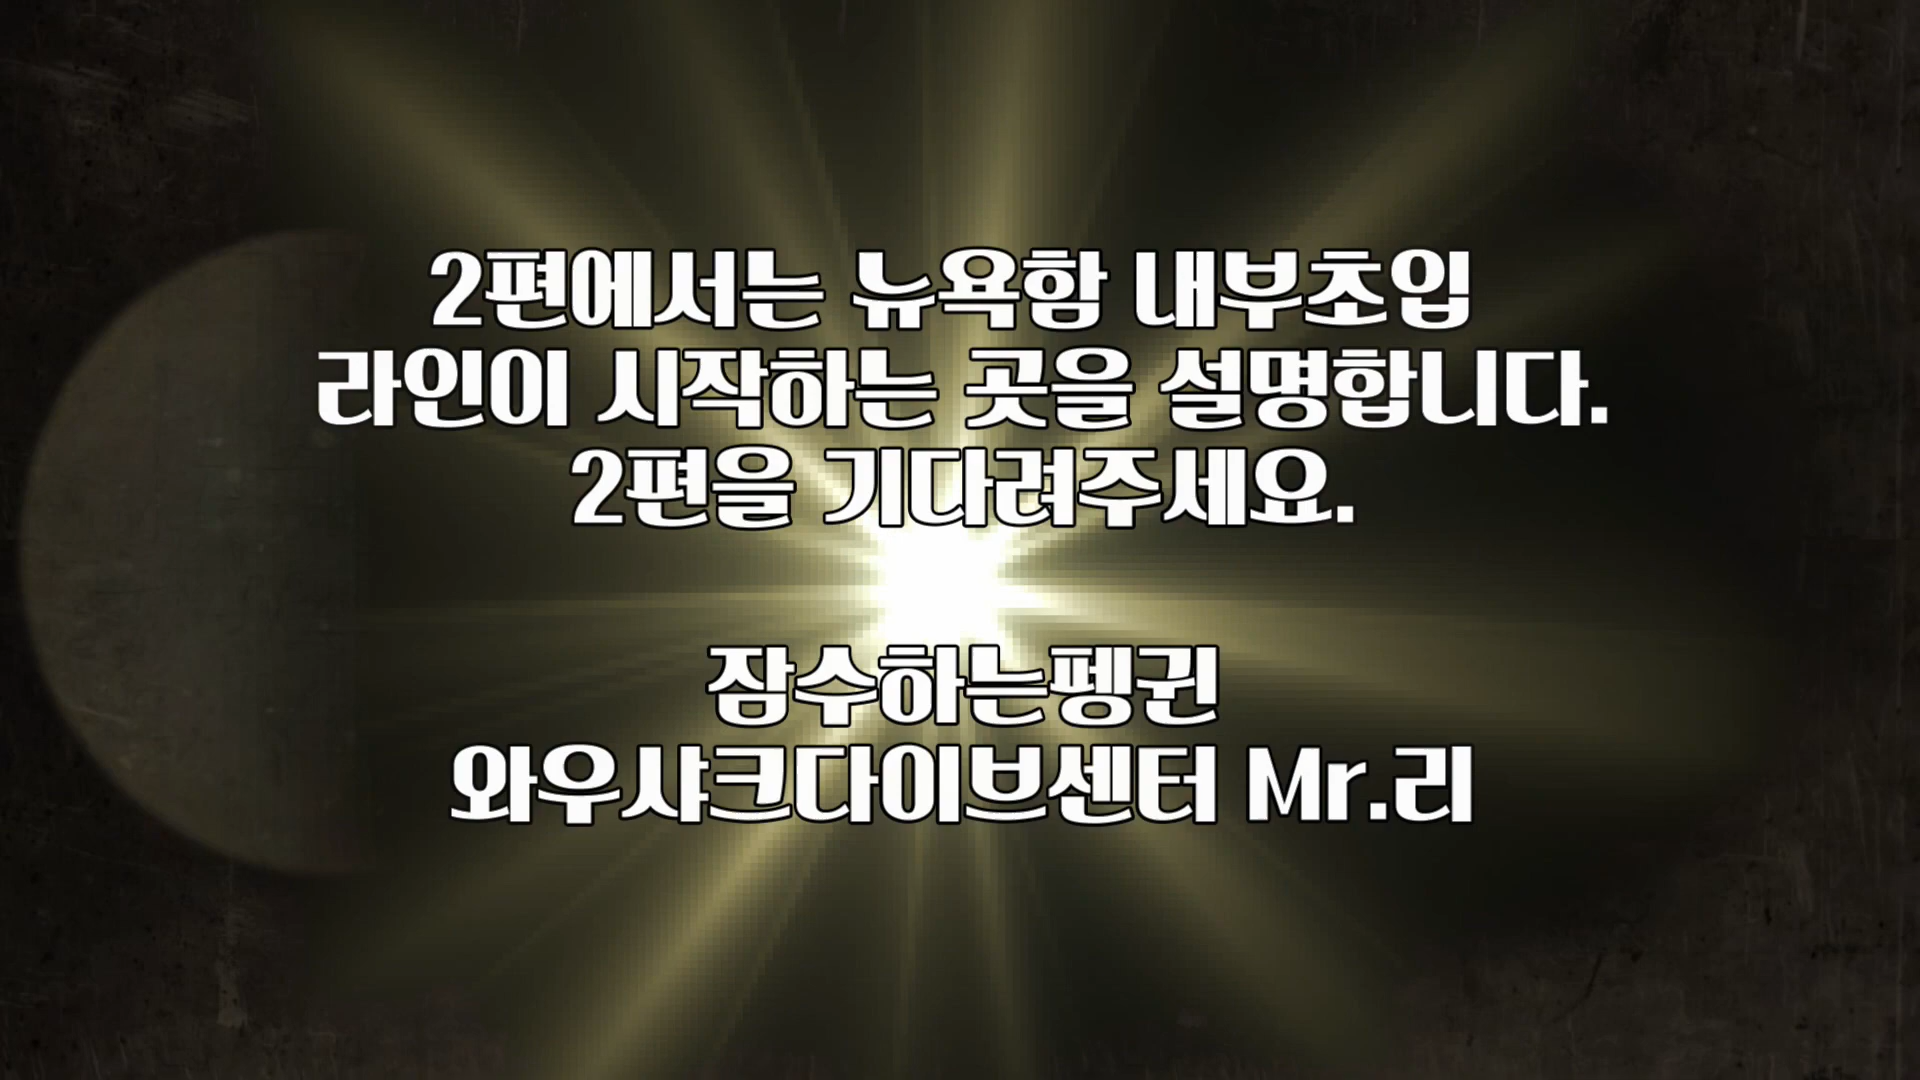 2편에서는 뉴욕함 내부초입
라인이 시작하는 곳을 설명합니다.
2편을 기다려주세요.
잠수하는펭귄
와우샤크다이브센터 Mr.리